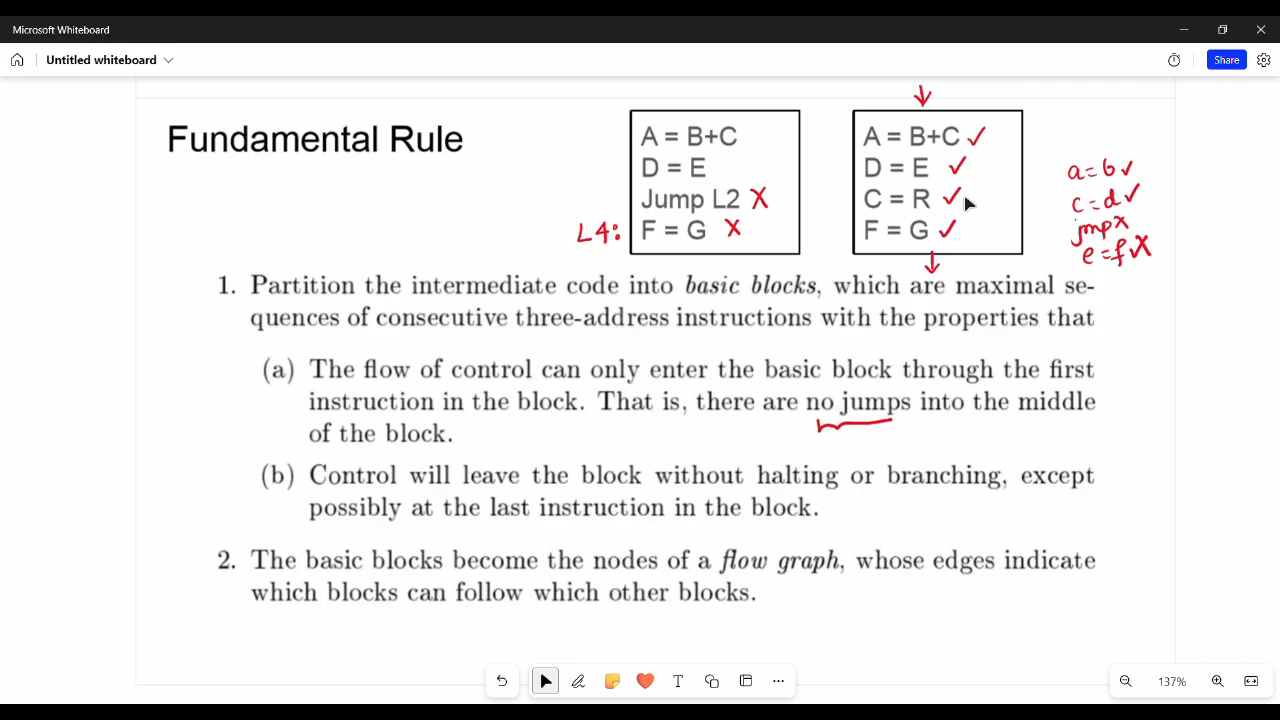 Microsoft Whiteboard
Untitled whiteboard
Share
Fundamental Rule
A = B+C
D = E
Jump L2 X
L4: F = G X
A = B+C ✓
D = E ✓
C = R ✓
F = G ✓
a=b ✓
c=d ✓
jmp x
e=f X
1. Partition the intermediate code into basic blocks, which are maximal se-
quences of consecutive three-address instructions with the properties that
(a) The flow of control can only enter the basic block through the first
instruction in the block. That is, there are no jumps into the middle
of the block.
(b) Control will leave the block without halting or branching, except
possibly at the last instruction in the block.
2. The basic blocks become the nodes of a flow graph, whose edges indicate
which blocks can follow which other blocks.
T
137%